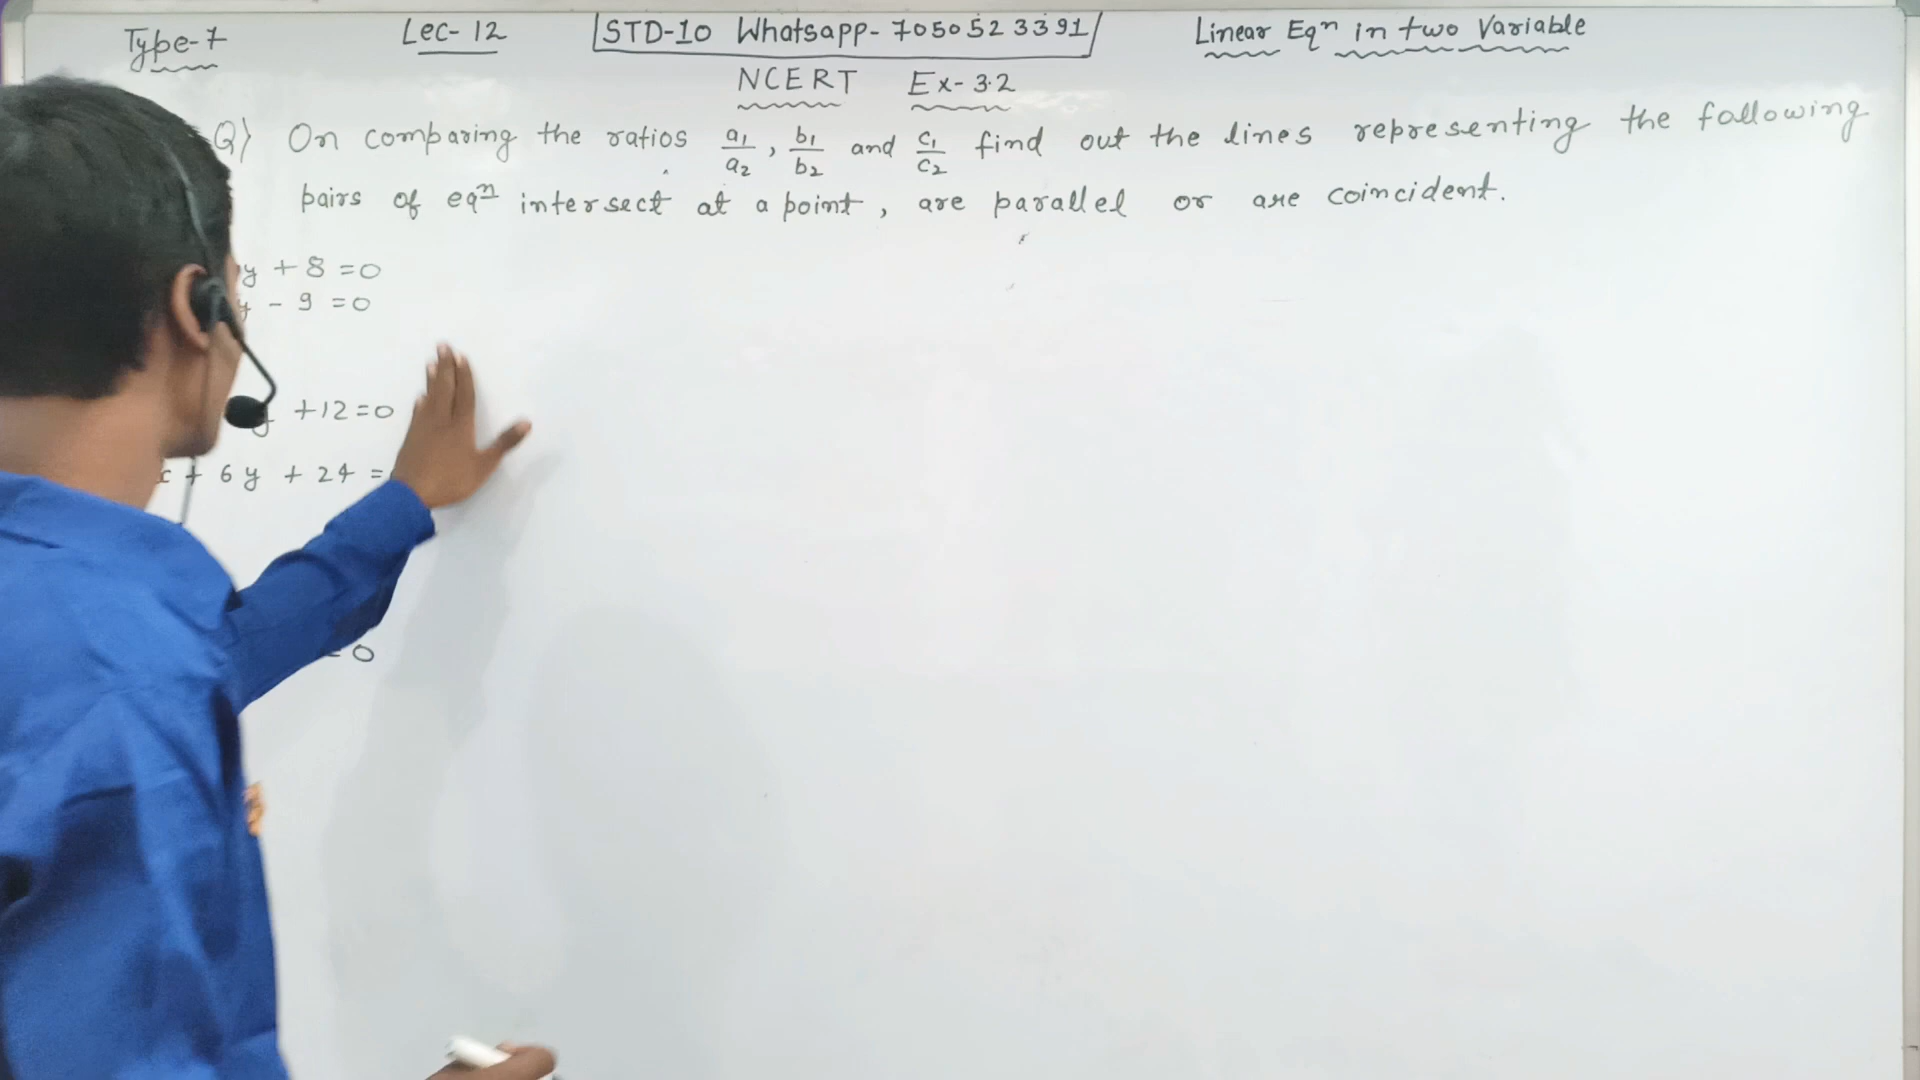 Type-7 Lec-12 STD-10 Whatsapp-7050523391 Linear Eqn in two Variable
NCERT Ex-3.2
Q) On comparing the ratios a1/a2, b1/b2 and c1/c2 find out the lines representing the following
pairs of eqn intersect at a point, are parallel or are coincident.
y + 8 = 0
- 9 = 0
y + 12 = 0
x + 6y + 24 =
= 0